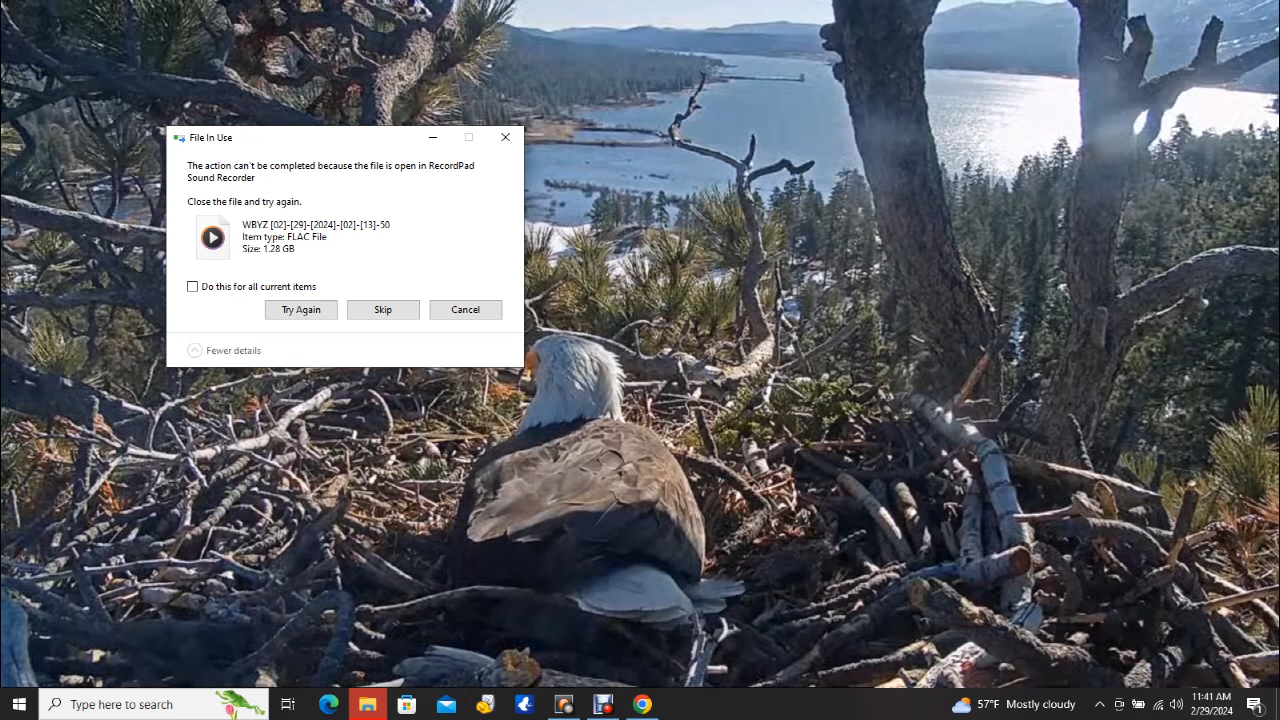 File In Use
The action can't be completed because the file is open in RecordPad
Sound Recorder
Close the file and try again.
WBYZ [02]-[29]-[2024]-[02]-[13]-50
Item type: FLAC File
Size: 1.28 GB
Do this for all current items
Try Again
Skip
Cancel
Fewer details
Type here to search
57°F Mostly cloudy
11:41 AM
2/29/2024
1